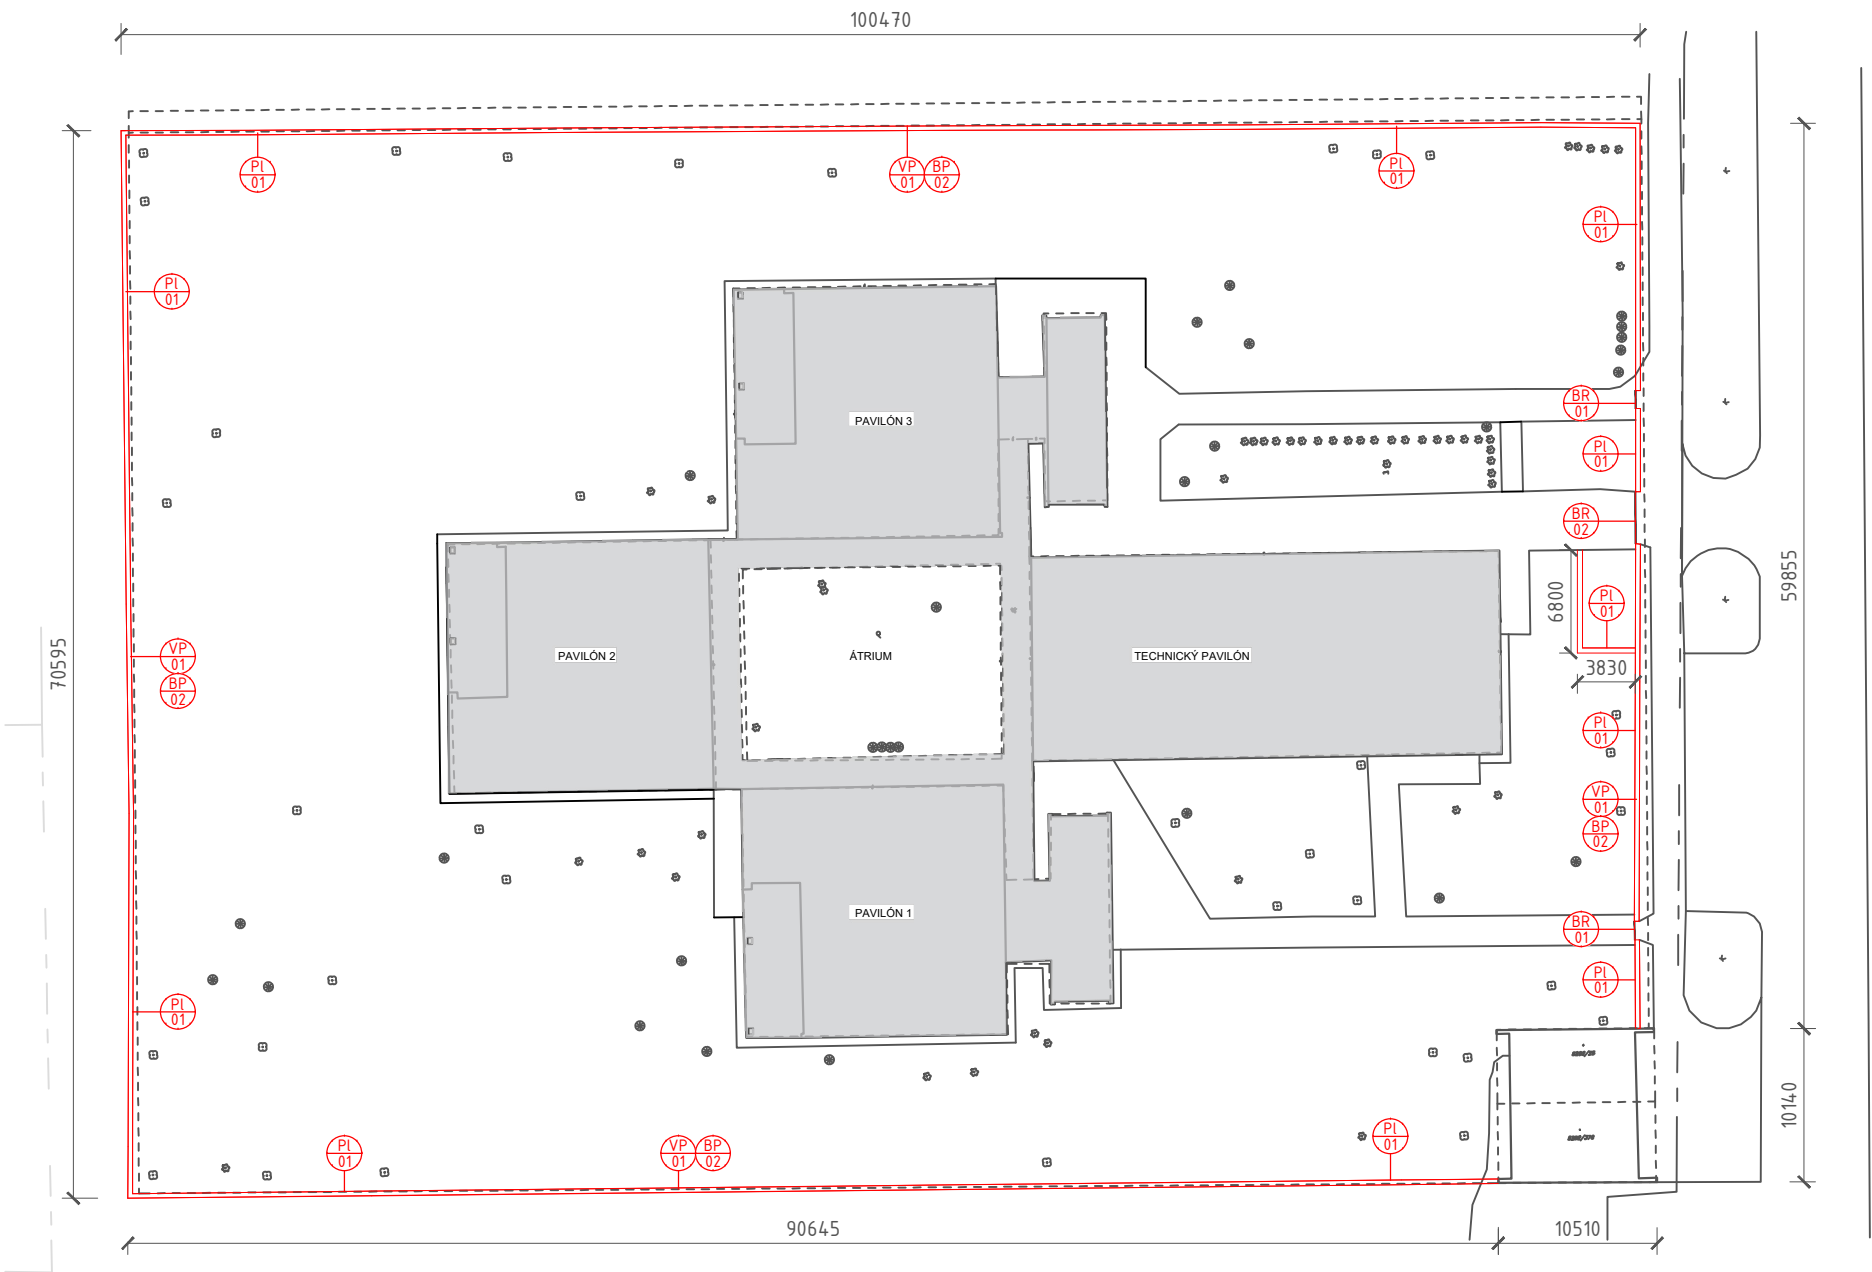 100470
Pl
01
VP
01
BP
02
Pl
01
Pl
01
Pl
01
BR
01
PAVILÓN 3
Pl
01
BR
02
59855
6800
Pl
01
70595
VP
01
BP
02
PAVILÓN 2
ÁTRIUM
TECHNICKÝ PAVILÓN
3830
Pl
01
VP
01
BP
02
PAVILÓN 1
BR
01
Pl
01
Pl
01
10140
Pl
01
VP
01
BP
02
Pl
01
90645
10510